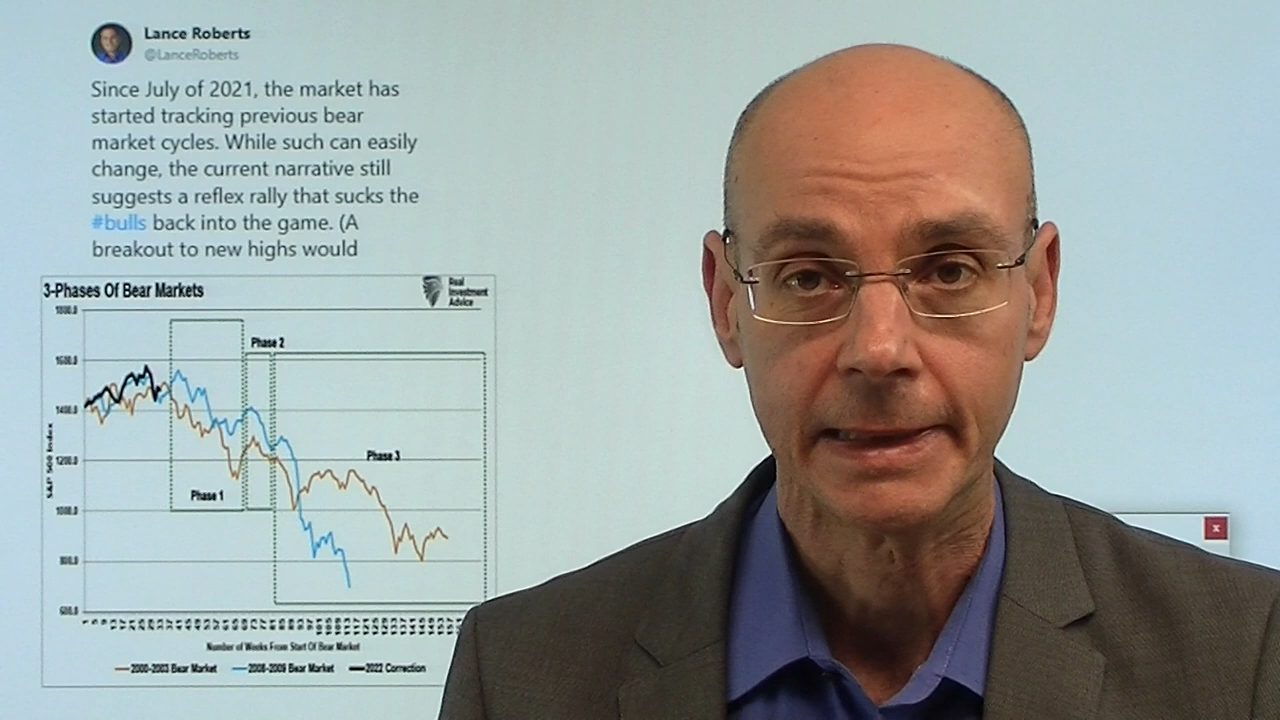 Lance Roberts
@LanceRoberts
Since July of 2021, the market has
started tracking previous bear
market cycles. While such can easily
change, the current narrative still
suggests a reflex rally that sucks the
#bulls back into the game. (A
breakout to new highs would
3-Phases Of Bear Markets
Real
Investment
Advice
1800.0
Phase 2
1600.0
1400.0
S&P 500 Index
1200.0
Phase 3
Phase 1
1000.0
800.0
600.0
Number of Weeks From Start Of Bear Market
2000-2003 Bear Market
2008-2009 Bear Market
2022 Correction
x